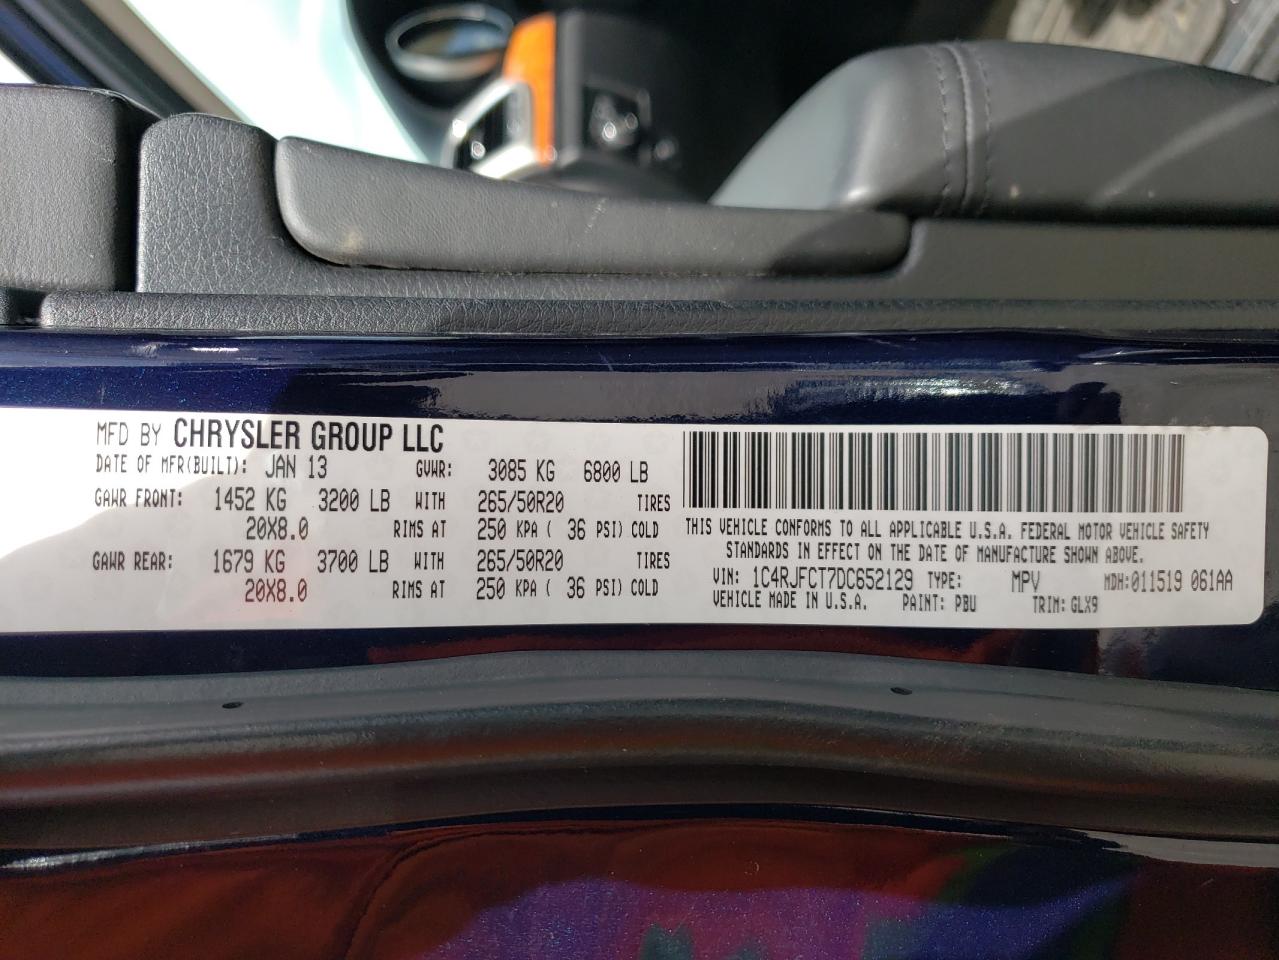 MFD BY CHRYSLER GROUP LLC
DATE OF MFR(BUILT): JAN 13 GVWR: 3085 KG 6800 LB
GAWR FRONT: 1452 KG 3200 LB WITH 265/50R20 TIRES
20X8.0 RIMS AT 250 KPA ( 36 PSI) COLD
GAWR REAR: 1679 KG 3700 LB WITH 265/50R20 TIRES
20X8.0 RIMS AT 250 KPA ( 36 PSI) COLD
THIS VEHICLE CONFORMS TO ALL APPLICABLE U.S.A. FEDERAL MOTOR VEHICLE SAFETY
STANDARDS IN EFFECT ON THE DATE OF MANUFACTURE SHOWN ABOVE.
VIN: 1C4RJFCT7DC652129 TYPE: MPV MDH: 011519 061AA
VEHICLE MADE IN U.S.A. PAINT: PBU TRIM: GLX9